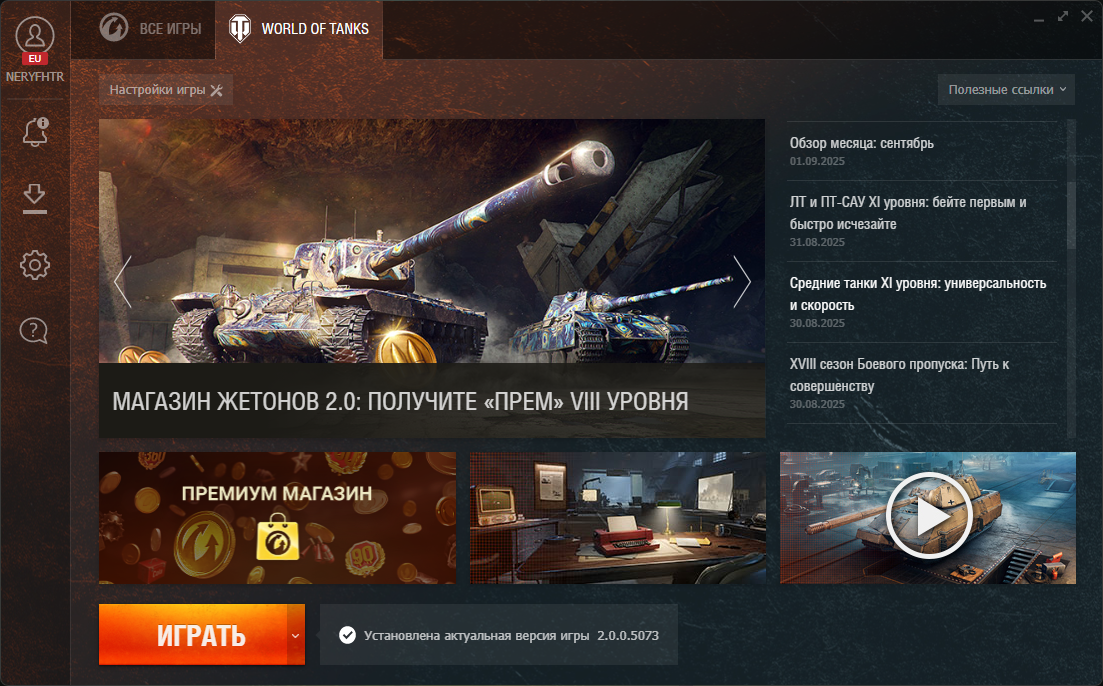 ВСЕ ИГРЫ
WORLD OF TANKS
EU
NERYFHTR
Настройки игры
Полезные ссылки
Обзор месяца: сентябрь
01.09.2025
ЛТ и ПТ-САУ XI уровня: бейте первым и
быстро исчезайте
31.08.2025
Средние танки XI уровня: универсальность
и скорость
30.08.2025
XVIII сезон Боевого пропуска: Путь к
совершенству
30.08.2025
МАГАЗИН ЖЕТОНОВ 2.0: ПОЛУЧИТЕ «ПРЕМ» VIII УРОВНЯ
ПРЕМИУМ МАГАЗИН
ИГРАТЬ
Установлена актуальная версия игры 2.0.0.5073